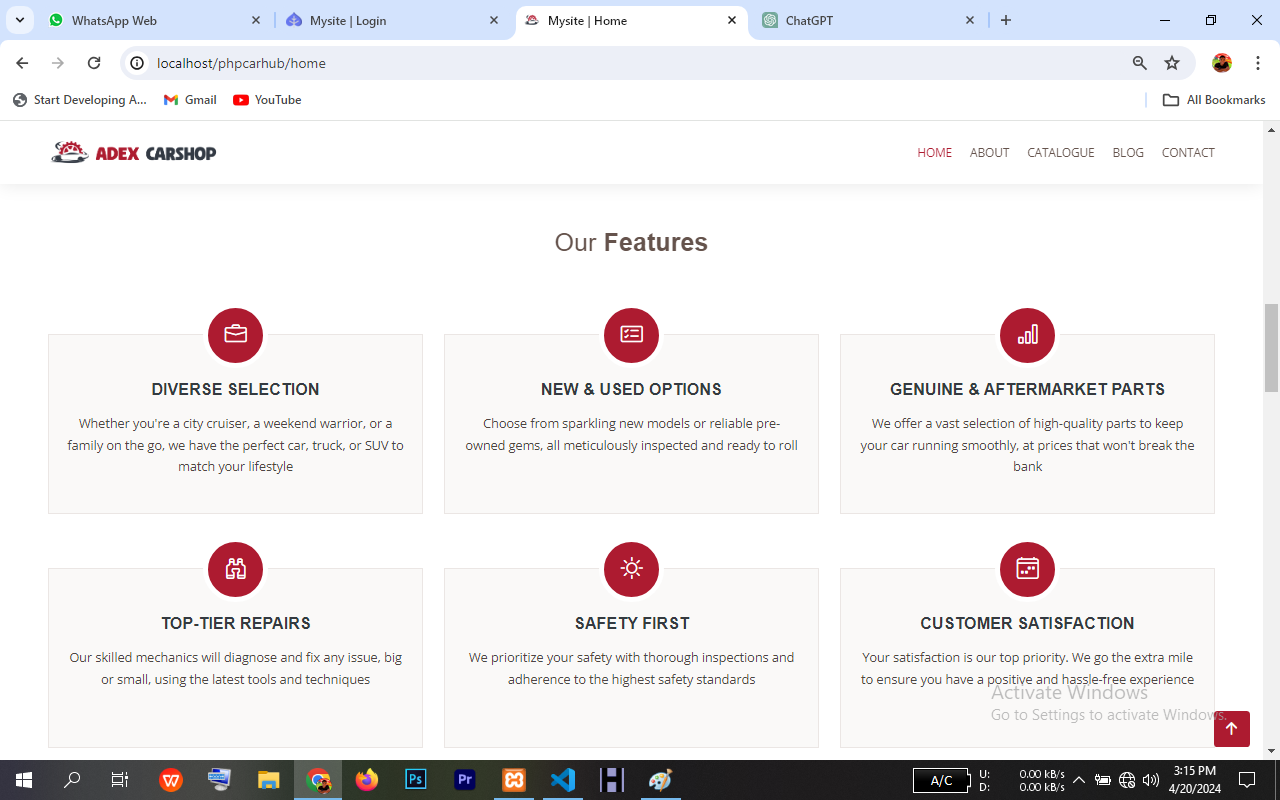 WhatsApp Web
Mysite | Login
Mysite | Home
ChatGPT
localhost/phpcarhub/home
Start Developing A...
Gmail
YouTube
All Bookmarks
ADEX CARSHOP
HOME
ABOUT
CATALOGUE
BLOG
CONTACT
Our Features
DIVERSE SELECTION
Whether you're a city cruiser, a weekend warrior, or a
family on the go, we have the perfect car, truck, or SUV to
match your lifestyle
NEW & USED OPTIONS
Choose from sparkling new models or reliable pre-
owned gems, all meticulously inspected and ready to roll
GENUINE & AFTERMARKET PARTS
We offer a vast selection of high-quality parts to keep
your car running smoothly, at prices that won't break the
bank
TOP-TIER REPAIRS
Our skilled mechanics will diagnose and fix any issue, big
or small, using the latest tools and techniques
SAFETY FIRST
We prioritize your safety with thorough inspections and
adherence to the highest safety standards
CUSTOMER SATISFACTION
Your satisfaction is our top priority. We go the extra mile
to ensure you have a positive and hassle-free experience
Activate Windows
Go to Settings to activate Windows.
W
Ps
Pr
H
A/C
U: 0.00 kB/s
D: 0.00 kB/s
3:15 PM
4/20/2024